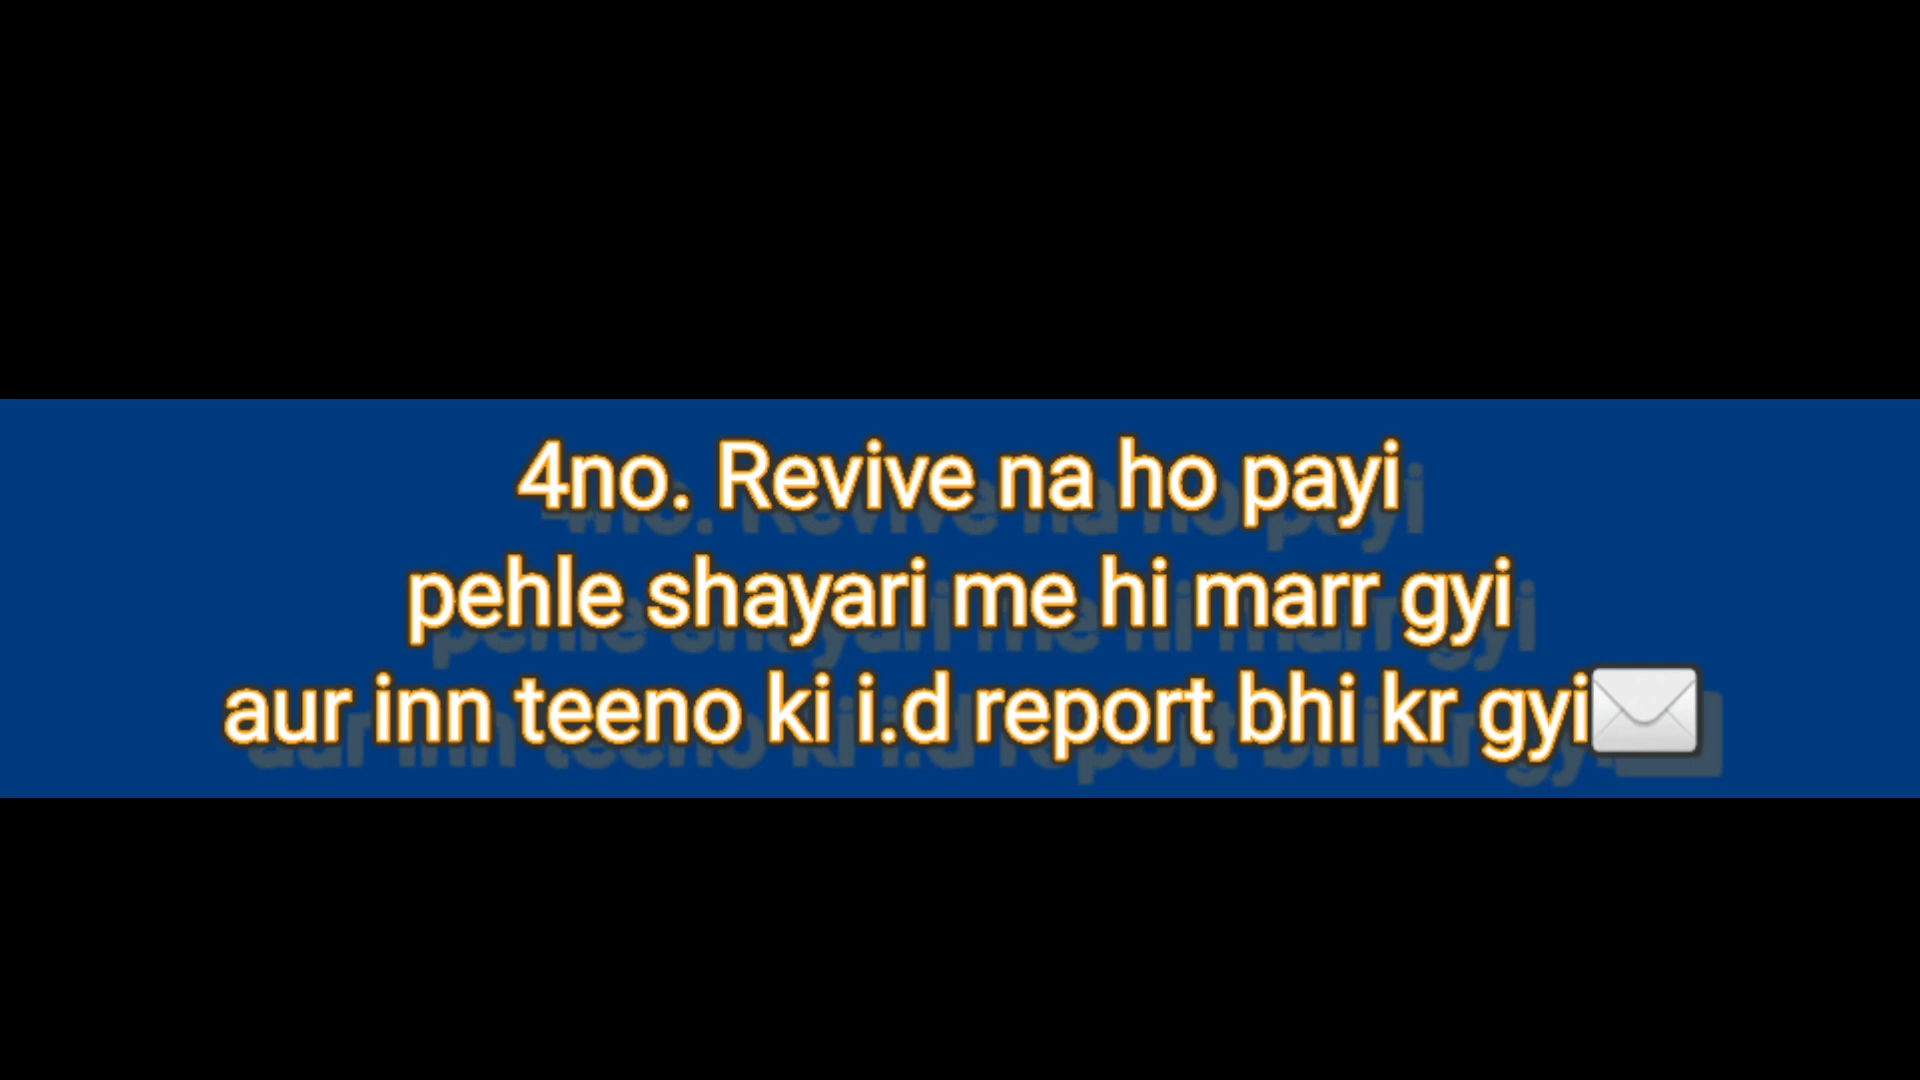 4no. Revive na ho payi
pehle shayari me hi marr gyi
aur inn teeno ki i.d report bhi kr gyi✉️